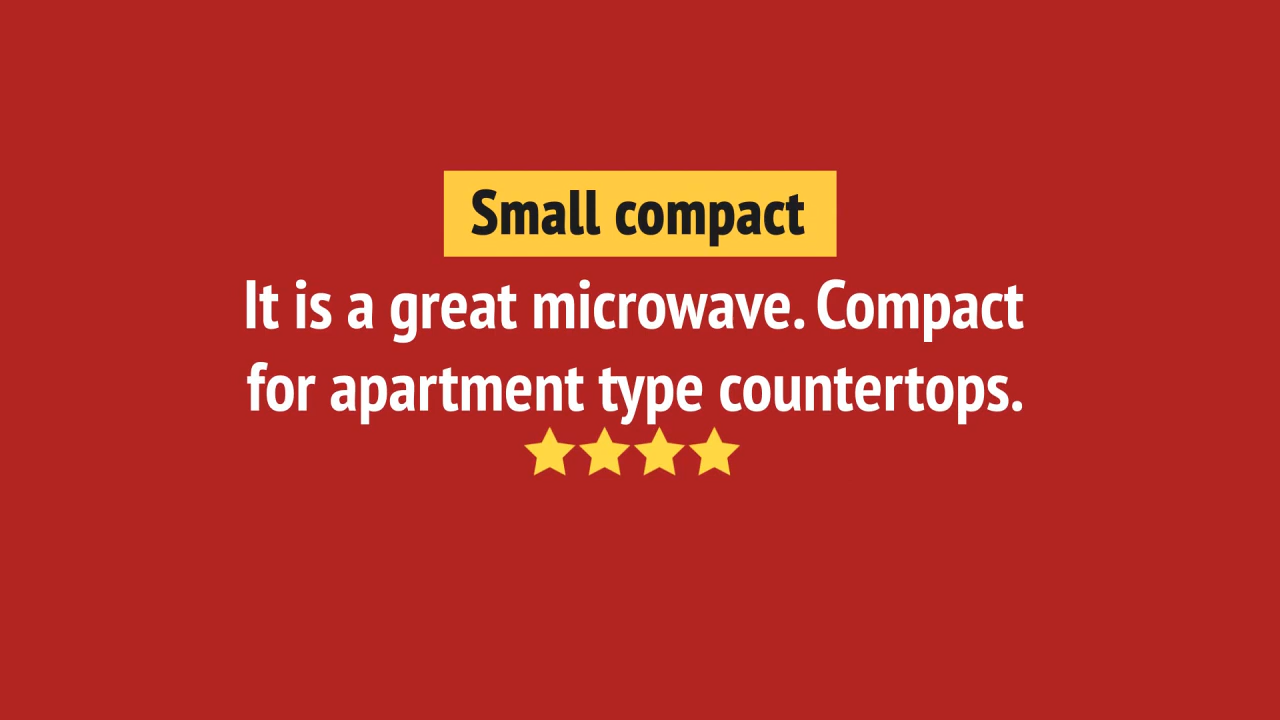 Small compact
It is a great microwave. Compact
for apartment type countertops.